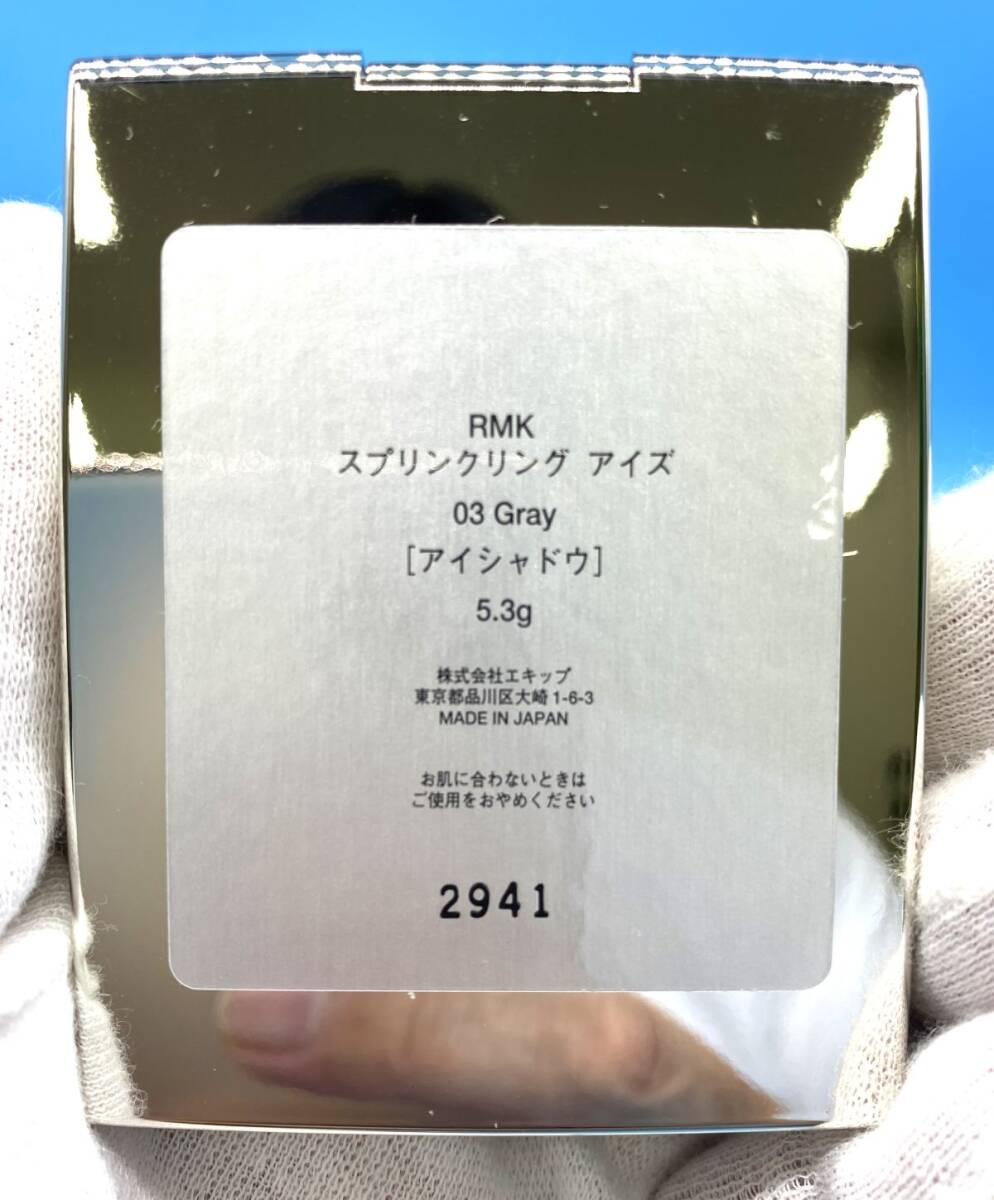 RMK
スプリンクリング アイズ
03 Gray
[アイシャドウ]
5.3g
株式会社エキップ
東京都品川区大崎1-6-3
MADE IN JAPAN
お肌に合わないときは
ご使用をおやめください
2941